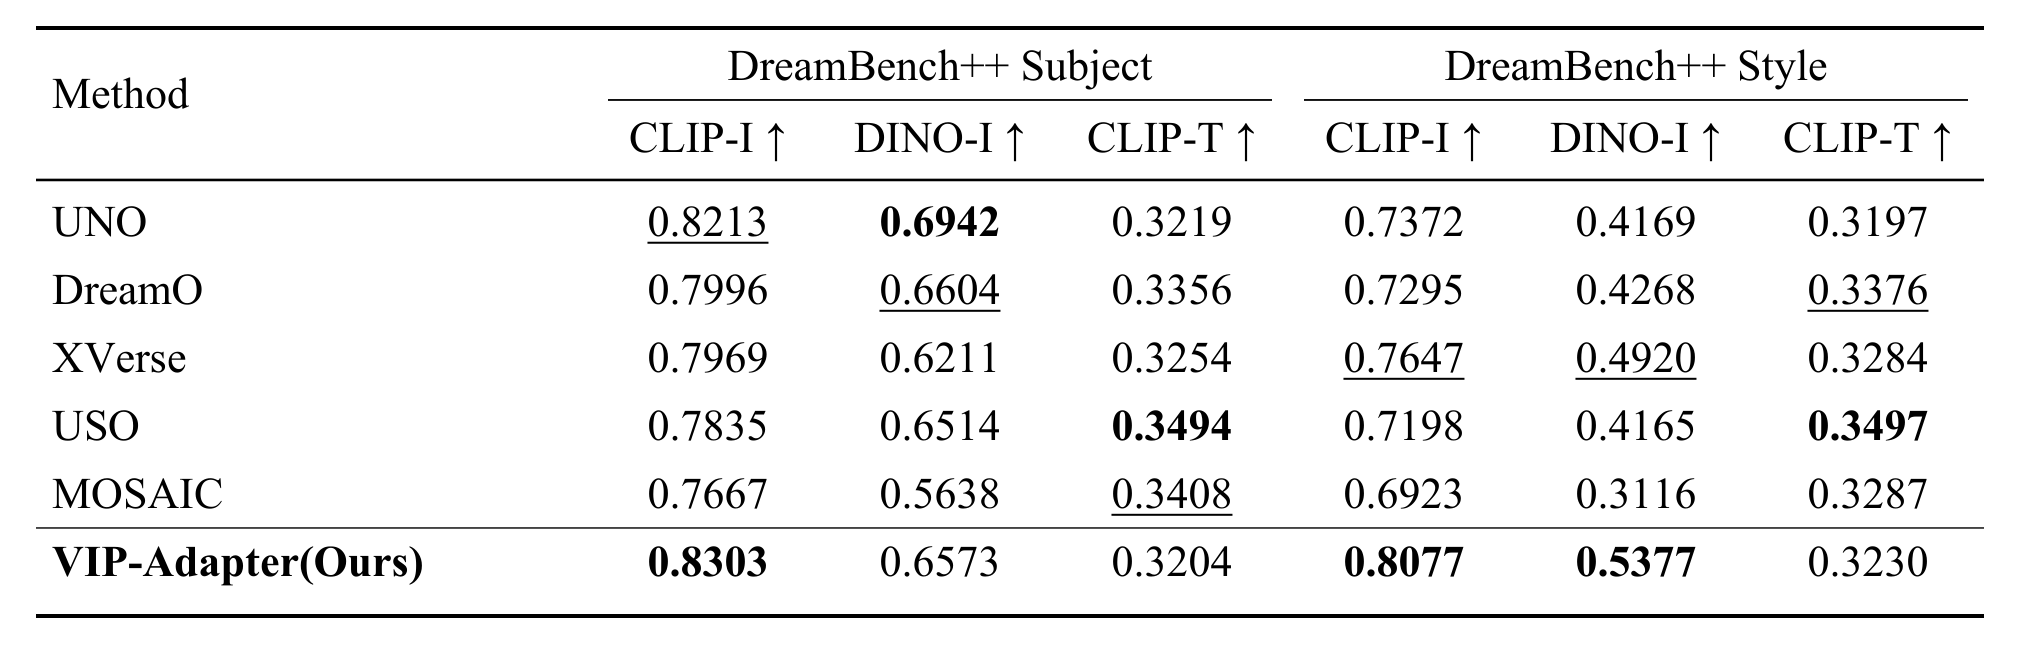 Method DreamBench++ Subject DreamBench++ Style
CLIP-I ↑ DINO-I ↑ CLIP-T ↑ CLIP-I ↑ DINO-I ↑ CLIP-T ↑
UNO 0.8213 0.6942 0.3219 0.7372 0.4169 0.3197
DreamO 0.7996 0.6604 0.3356 0.7295 0.4268 0.3376
XVerse 0.7969 0.6211 0.3254 0.7647 0.4920 0.3284
USO 0.7835 0.6514 0.3494 0.7198 0.4165 0.3497
MOSAIC 0.7667 0.5638 0.3408 0.6923 0.3116 0.3287
VIP-Adapter(Ours) 0.8303 0.6573 0.3204 0.8077 0.5377 0.3230